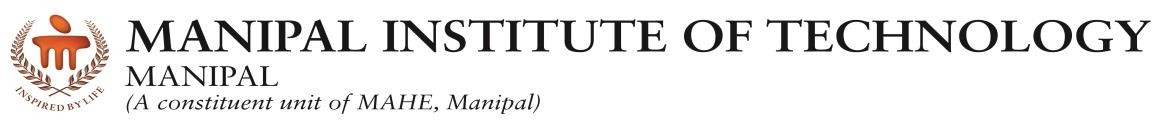 MANIPAL INSTITUTE OF TECHNOLOGY
MANIPAL
(A constituent unit of MAHE, Manipal)
INSPIRED BY LIFE